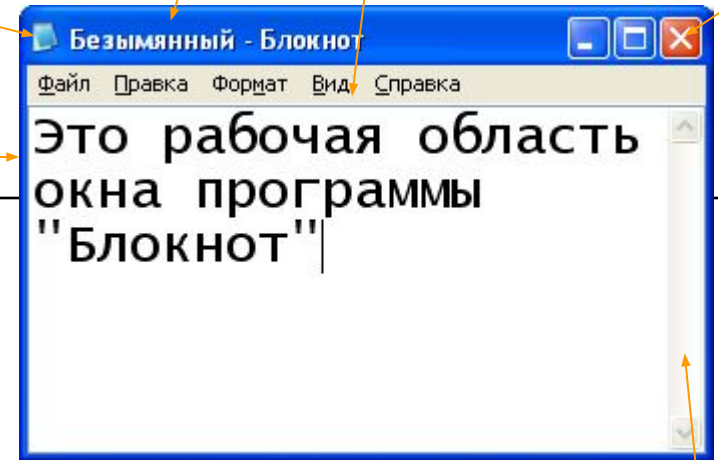 Безымянный - Блокнот
Файл Правка Формат Вид Справка
Это рабочая область
окна программы
"Блокнот"